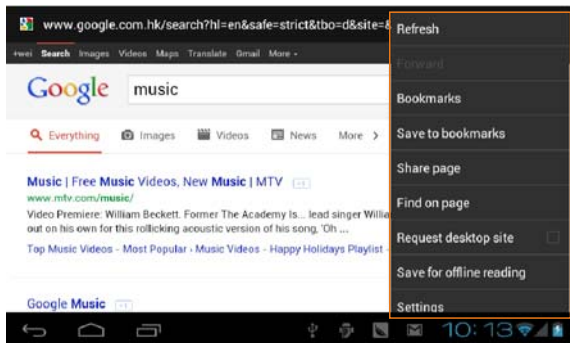 www.google.com.hk/search?hl=en&safe=strict&tbo=d&site=&
+wei Search Images Videos Maps Translate Gmail More
Google music
Everything Images Videos News More >
Music | Free Music Videos, New Music | MTV +1
www.mtv.com/music/
Video Premiere: William Beckett. Former The Academy Is... lead singer Willia
out on his own for this rollicking acoustic version of his song, 'Oh ...
Top Music Videos - Most Popular - Music Videos - Happy Holidays Playlist -
Google Music +1
Refresh
Forward
Bookmarks
Save to bookmarks
Share page
Find on page
Request desktop site
Save for offline reading
Settings
10:13